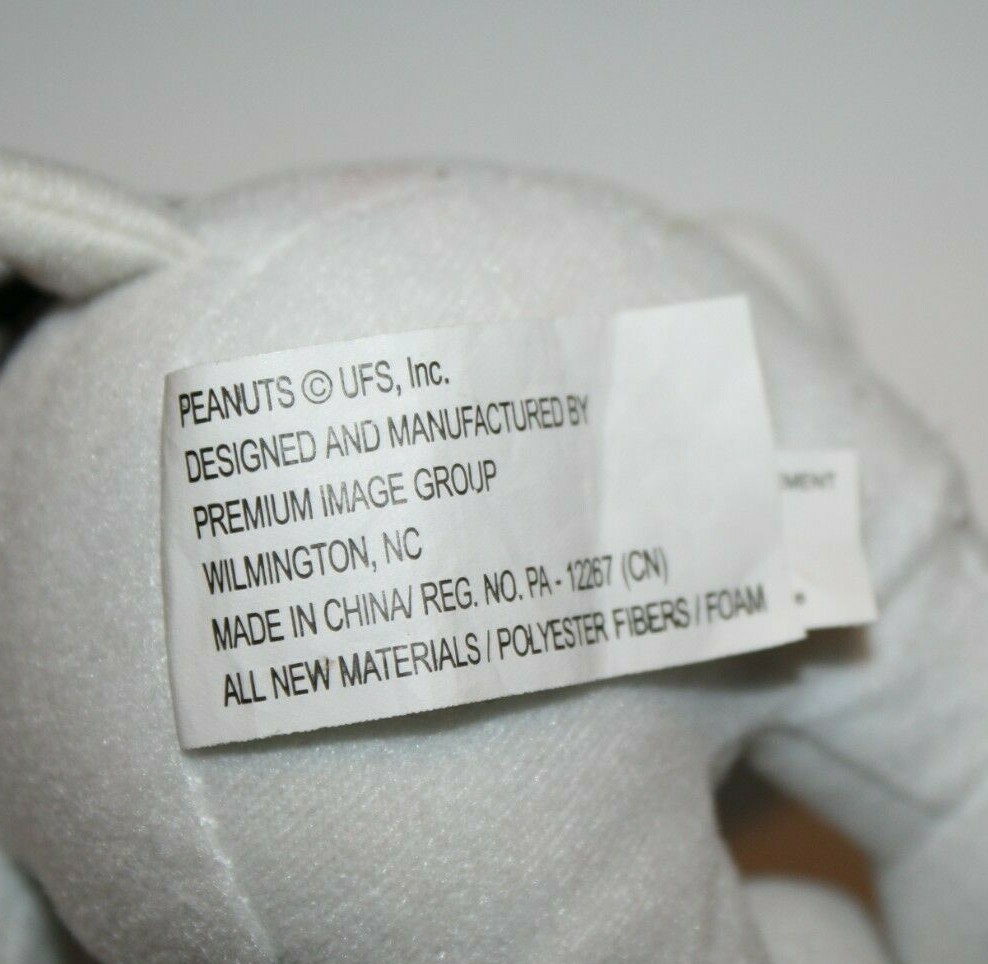 PEANUTS © UFS, Inc.
DESIGNED AND MANUFACTURED BY
PREMIUM IMAGE GROUP
WILMINGTON, NC
MADE IN CHINA/ REG. NO. PA - 12267 (CN)
ALL NEW MATERIALS / POLYESTER FIBERS / FOAM
MENT